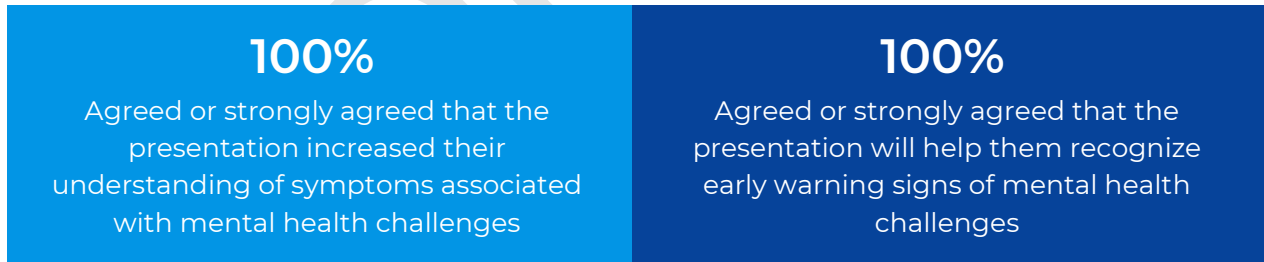 100%
Agreed or strongly agreed that the
presentation increased their
understanding of symptoms associated
with mental health challenges
100%
Agreed or strongly agreed that the
presentation will help them recognize
early warning signs of mental health
challenges